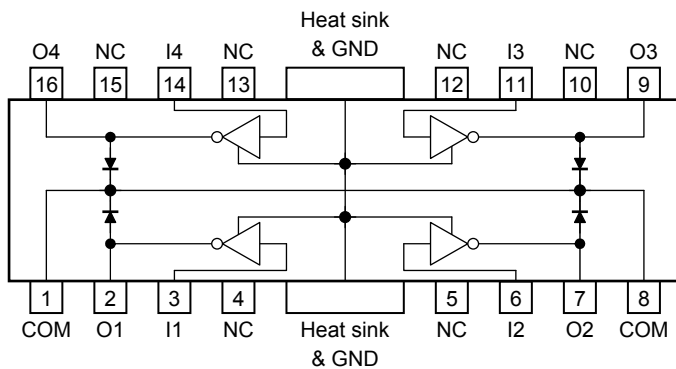 Heat sink
& GND
O4 NC I4 NC NC I3 NC O3
16 15 14 13 12 11 10 9
1 2 3 4 5 6 7 8
COM O1 I1 NC NC I2 O2 COM
Heat sink
& GND